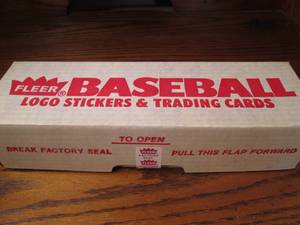 FLEER® BASEBALL
LOGO STICKERS & TRADING CARDS
TO OPEN
BREAK FACTORY SEAL
PULL THIS FLAP FORWARD